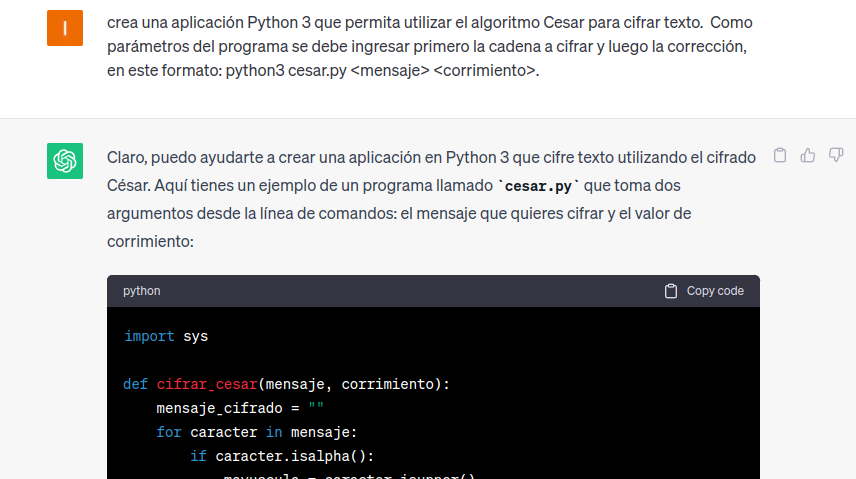 I
crea una aplicación Python 3 que permita utilizar el algoritmo Cesar para cifrar texto.  Como
parámetros del programa se debe ingresar primero la cadena a cifrar y luego la corrección,
en este formato: python3 cesar.py <mensaje> <corrimiento>.
Claro, puedo ayudarte a crear una aplicación en Python 3 que cifre texto utilizando el cifrado
César. Aquí tienes un ejemplo de un programa llamado `cesar.py` que toma dos
argumentos desde la línea de comandos: el mensaje que quieres cifrar y el valor de
corrimiento:
python Copy code
import sys
def cifrar_cesar(mensaje, corrimiento):
    mensaje_cifrado = ""
    for caracter in mensaje:
        if caracter.isalpha():